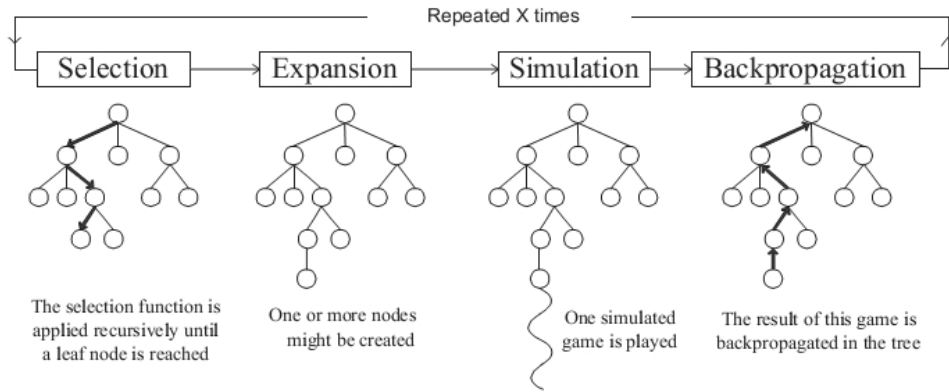 Repeated X times
Selection
Expansion
Simulation
Backpropagation
The selection function is
applied recursively until
a leaf node is reached
One or more nodes
might be created
One simulated
game is played
The result of this game is
backpropagated in the tree